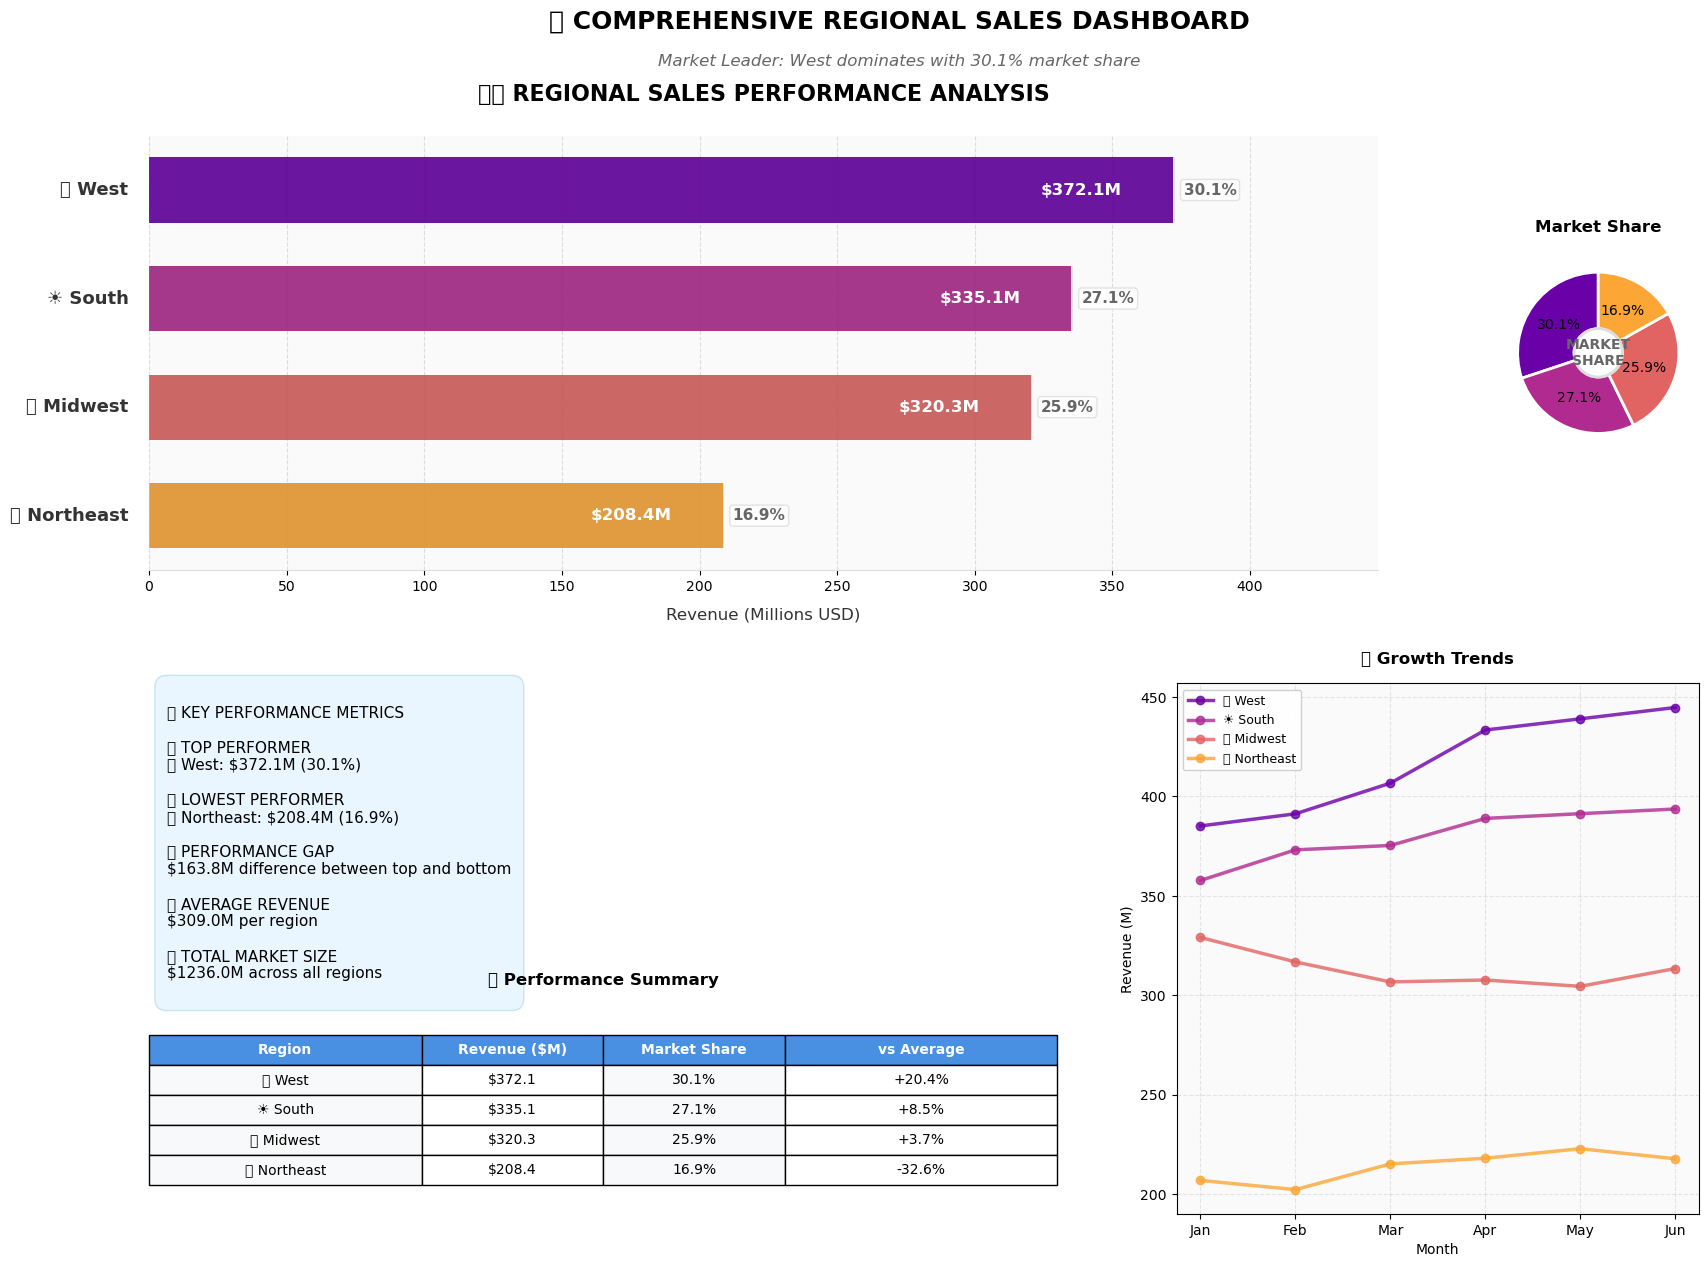 COMPREHENSIVE REGIONAL SALES DASHBOARD
Market Leader: West dominates with 30.1% market share
REGIONAL SALES PERFORMANCE ANALYSIS
West
$372.1M
30.1%
☀ South
$335.1M
27.1%
Midwest
$320.3M
25.9%
Northeast
$208.4M
16.9%
0 50 100 150 200 250 300 350 400
Revenue (Millions USD)
Market Share
16.9%
30.1%
MARKET
SHARE
25.9%
27.1%
KEY PERFORMANCE METRICS
TOP PERFORMER
West: $372.1M (30.1%)
LOWEST PERFORMER
Northeast: $208.4M (16.9%)
PERFORMANCE GAP
$163.8M difference between top and bottom
AVERAGE REVENUE
$309.0M per region
TOTAL MARKET SIZE
$1236.0M across all regions
Performance Summary
Region Revenue ($M) Market Share vs Average
West $372.1 30.1% +20.4%
☀ South $335.1 27.1% +8.5%
Midwest $320.3 25.9% +3.7%
Northeast $208.4 16.9% -32.6%
Growth Trends
West
☀ South
Midwest
Northeast
450
400
350
300
250
200
Revenue (M)
Jan Feb Mar Apr May Jun
Month